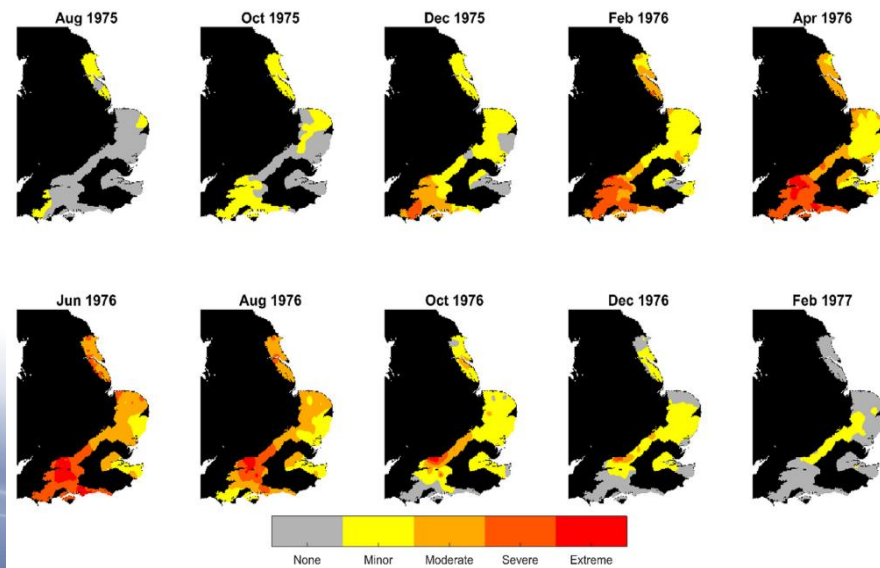 Aug 1975
Oct 1975
Dec 1975
Feb 1976
Apr 1976
Jun 1976
Aug 1976
Oct 1976
Dec 1976
Feb 1977
None
Minor
Moderate
Severe
Extreme